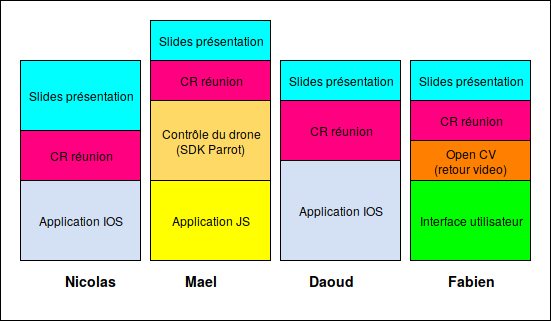 Slides présentation
CR réunion
Application IOS
Nicolas
Slides présentation
CR réunion
Contrôle du drone
(SDK Parrot)
Application JS
Mael
Slides présentation
CR réunion
Application IOS
Daoud
Slides présentation
CR réunion
Open CV
(retour video)
Interface utilisateur
Fabien